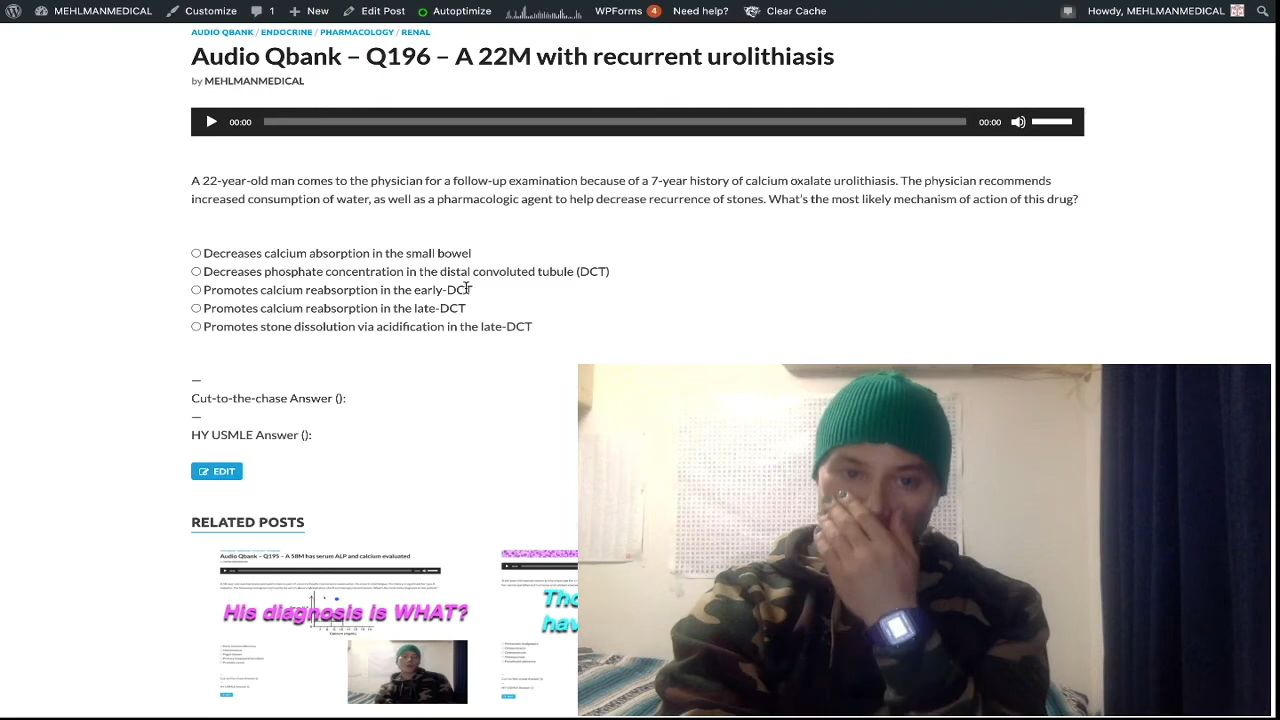 MEHLMANMEDICAL Customize 1 New Edit Post Autoptimize WPForms 4 Need help? Clear Cache Howdy, MEHLMANMEDICAL
AUDIO QBANK / ENDOCRINE / PHARMACOLOGY / RENAL
Audio Qbank – Q196 – A 22M with recurrent urolithiasis
by MEHLMANMEDICAL
00:00 00:00
A 22-year-old man comes to the physician for a follow-up examination because of a 7-year history of calcium oxalate urolithiasis. The physician recommends
increased consumption of water, as well as a pharmacologic agent to help decrease recurrence of stones. What's the most likely mechanism of action of this drug?
Decreases calcium absorption in the small bowel
Decreases phosphate concentration in the distal convoluted tubule (DCT)
Promotes calcium reabsorption in the early-DCT
Promotes calcium reabsorption in the late-DCT
Promotes stone dissolution via acidification in the late-DCT
—
Cut-to-the-chase Answer ():
—
HY USMLE Answer ():
EDIT
RELATED POSTS
Audio Qbank – Q195 – A 58M has serum ALP and calcium evaluated
His diagnosis is WHAT?